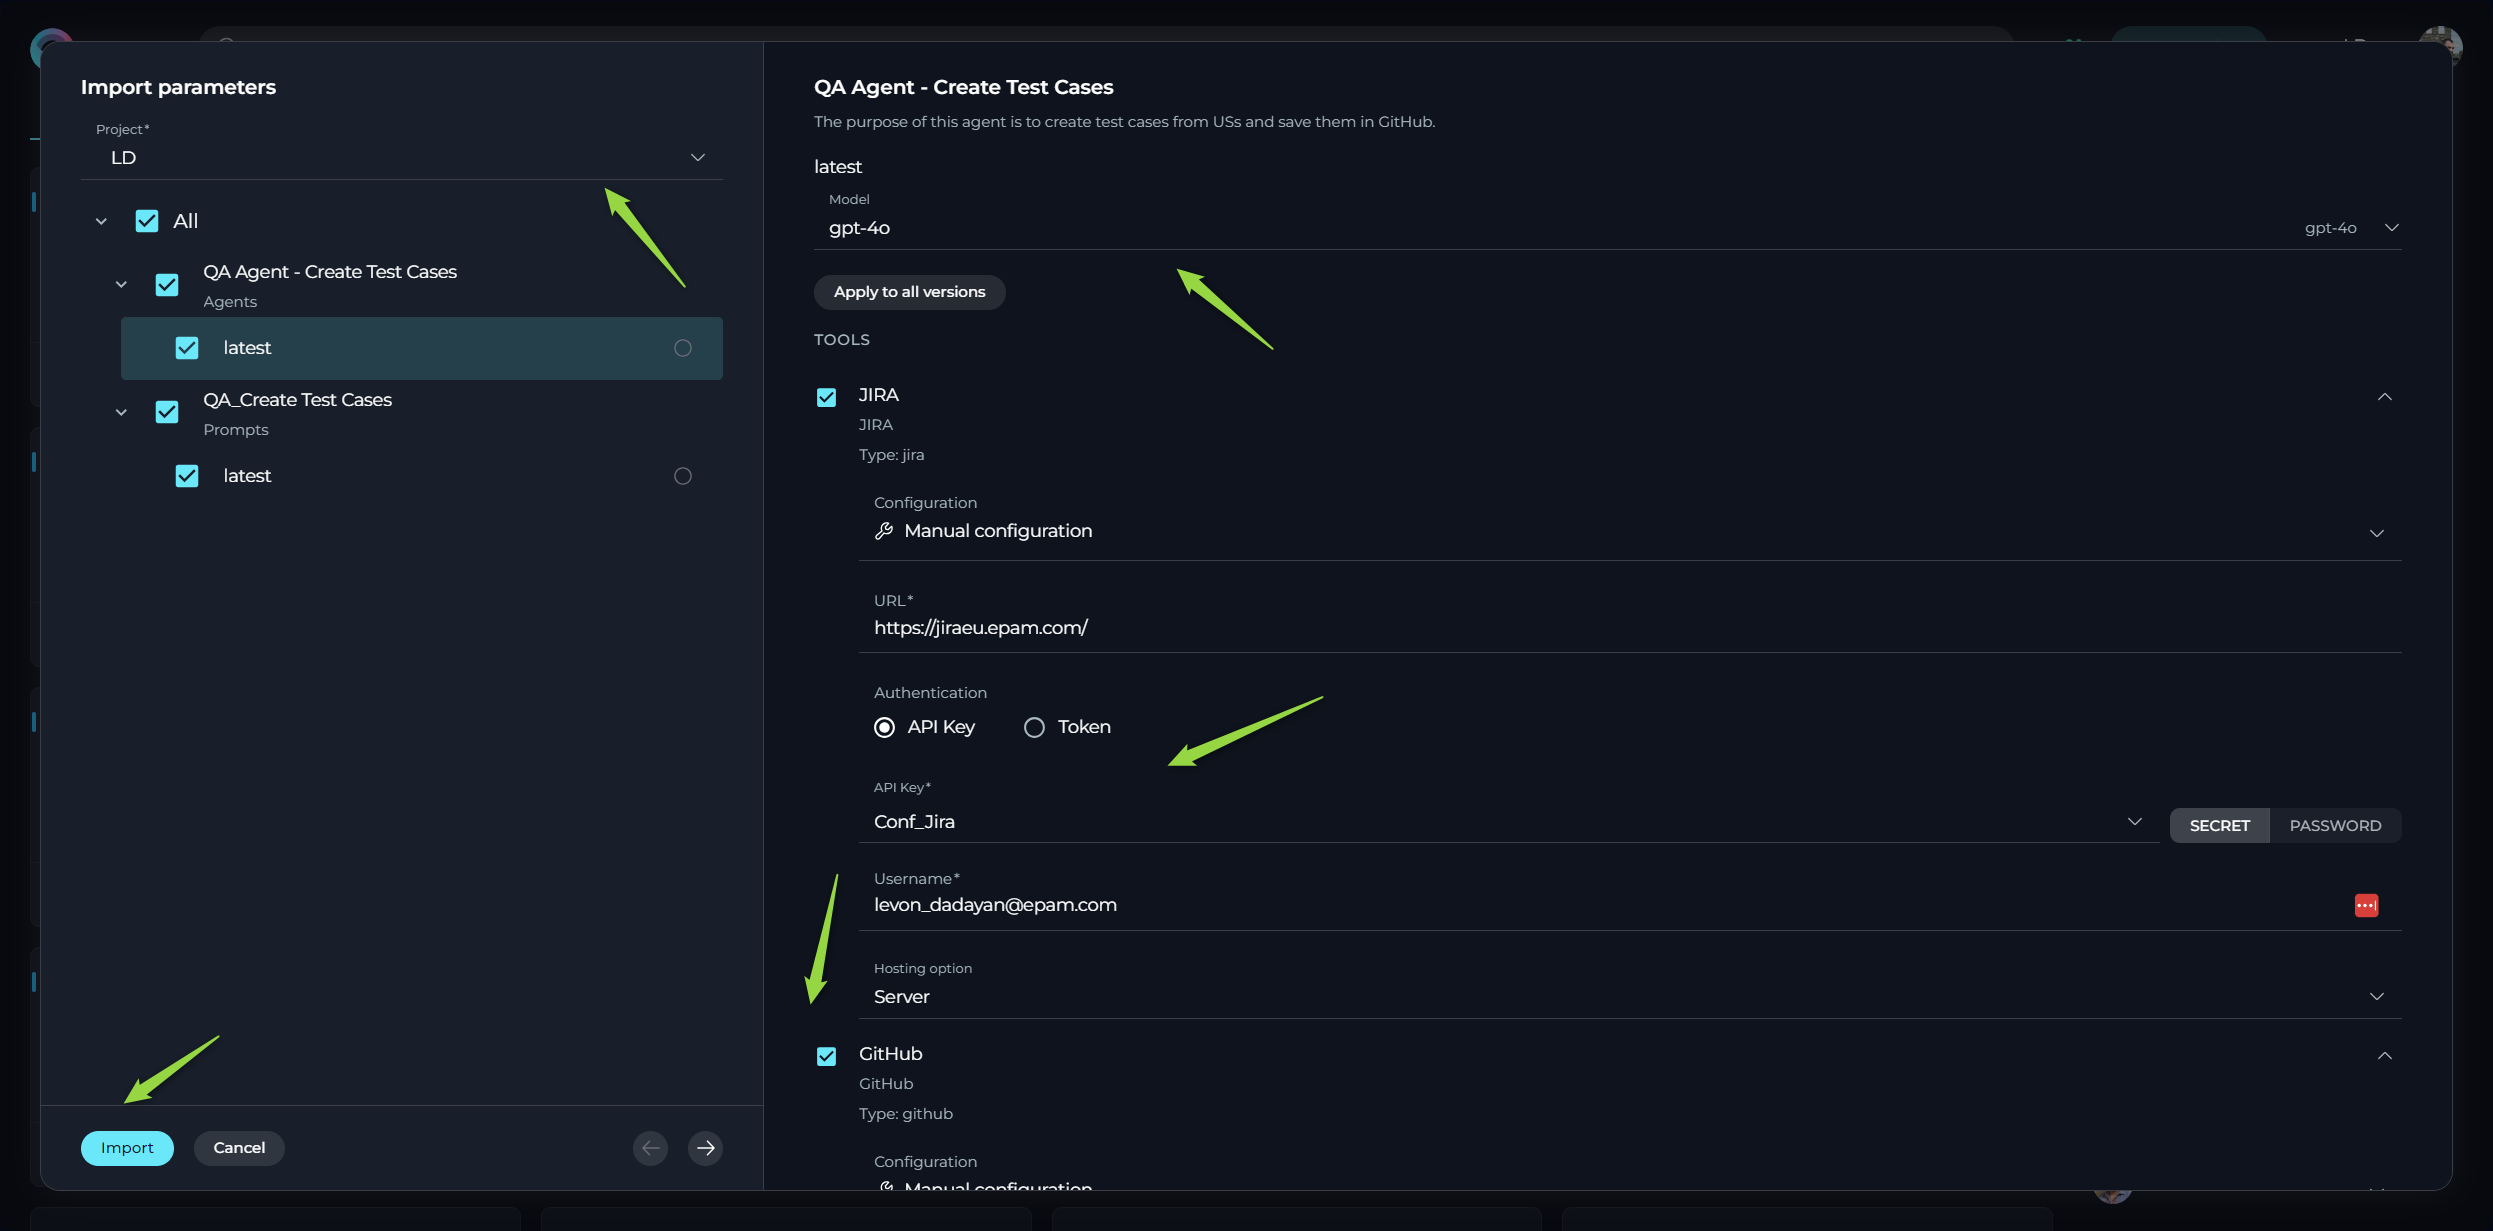 Import parameters
Project*
LD
All
QA Agent - Create Test Cases
Agents
latest
QA_Create Test Cases
Prompts
latest
Import
Cancel
QA Agent - Create Test Cases
The purpose of this agent is to create test cases from USs and save them in GitHub.
latest
Model
gpt-4o gpt-4o
Apply to all versions
TOOLS
JIRA
JIRA
Type: jira
Configuration
Manual configuration
URL*
https://jiraeu.epam.com/
Authentication
API Key Token
API Key*
Conf_Jira SECRET PASSWORD
Username*
levon_dadayan@epam.com
Hosting option
Server
GitHub
GitHub
Type: github
Configuration
Manual configuration